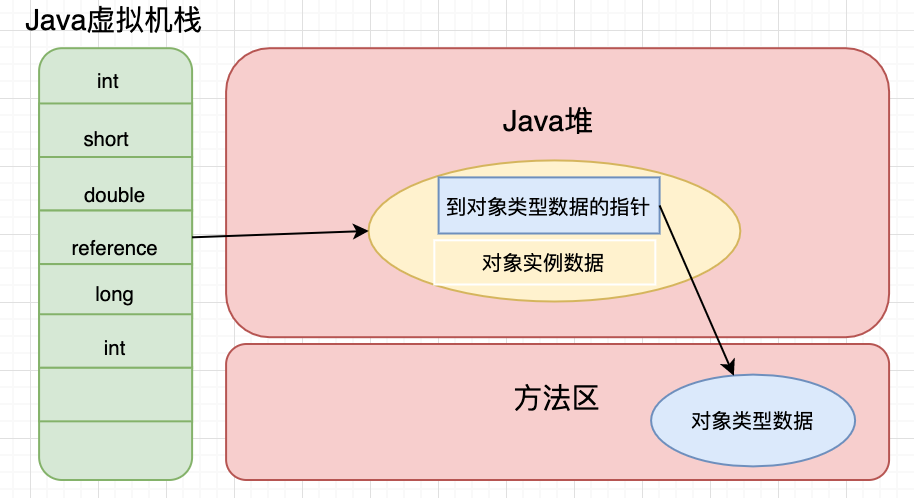 Java虚拟机栈
int
short
double
reference
long
int
Java堆
到对象类型数据的指针
对象实例数据
方法区
对象类型数据